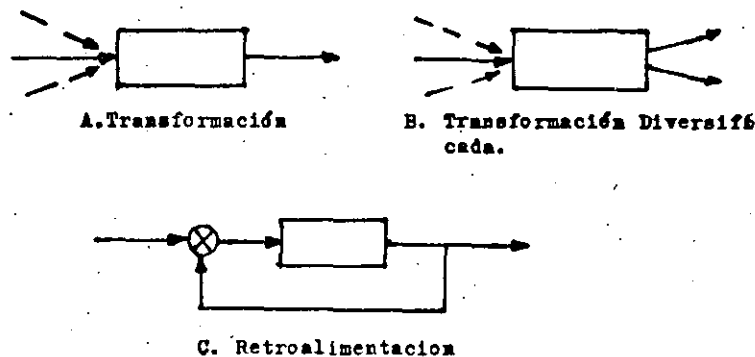 A.Transformación
B. Transformación Diversifi
cada.
C. Retroalimentacion